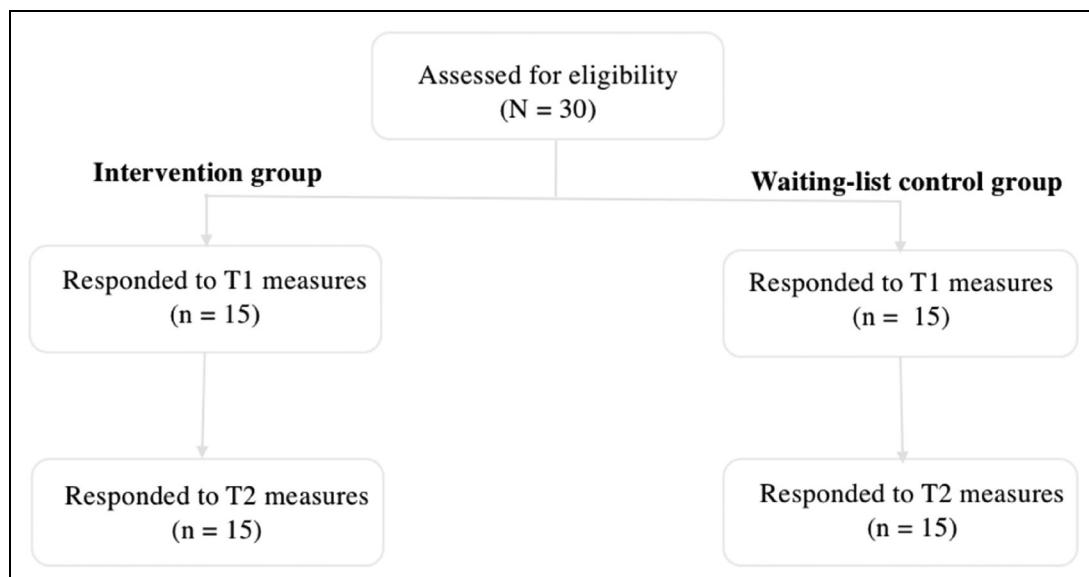 Assessed for eligibility
(N = 30)
Intervention group
Waiting-list control group
Responded to T1 measures
(n = 15)
Responded to T1 measures
(n =  15)
Responded to T2 measures
(n = 15)
Responded to T2 measures
(n = 15)